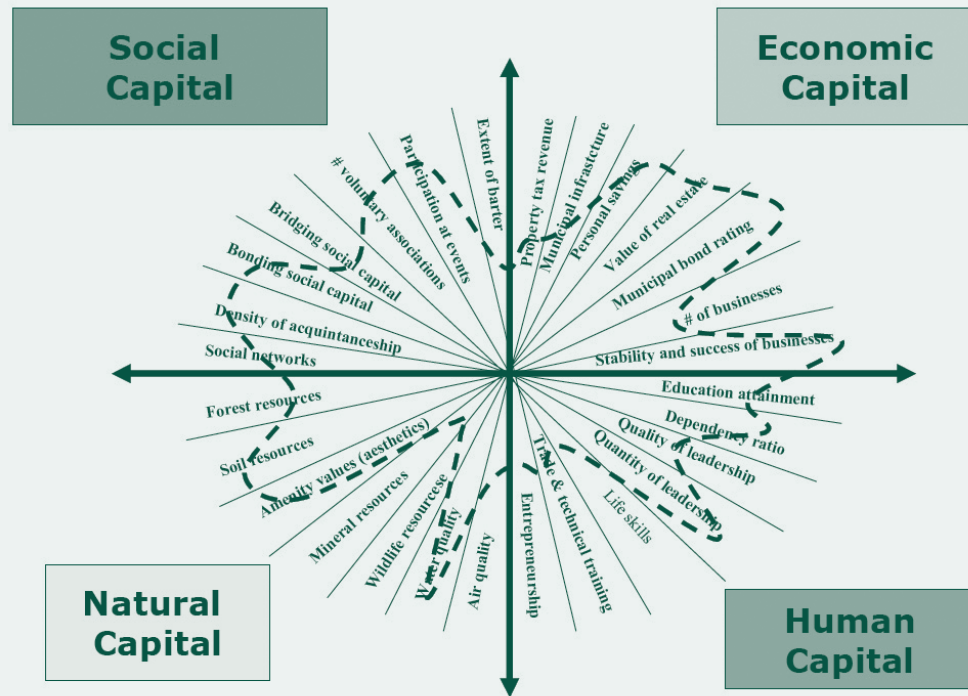 Social
Capital
Economic
Capital
Extent of barter
Participation at events
# voluntary associations
Bridging social capital
Bonding social capital
Density of acquintanceship
Social networks
Property tax revenue
Municipal infrastcture
Personal savings
Value of real estate
Municipal bond rating
# of businesses
Stability and success of businesses
Forest resources
Soil resources
Amenity values (aesthetics)
Mineral resources
Wildlife resourcese
Water quality
Air quality
Education attainment
Dependency ratio
Quality of leadership
Quantity of leadership
Life skills
Trade & technical training
Entrepreneurship
Natural
Capital
Human
Capital